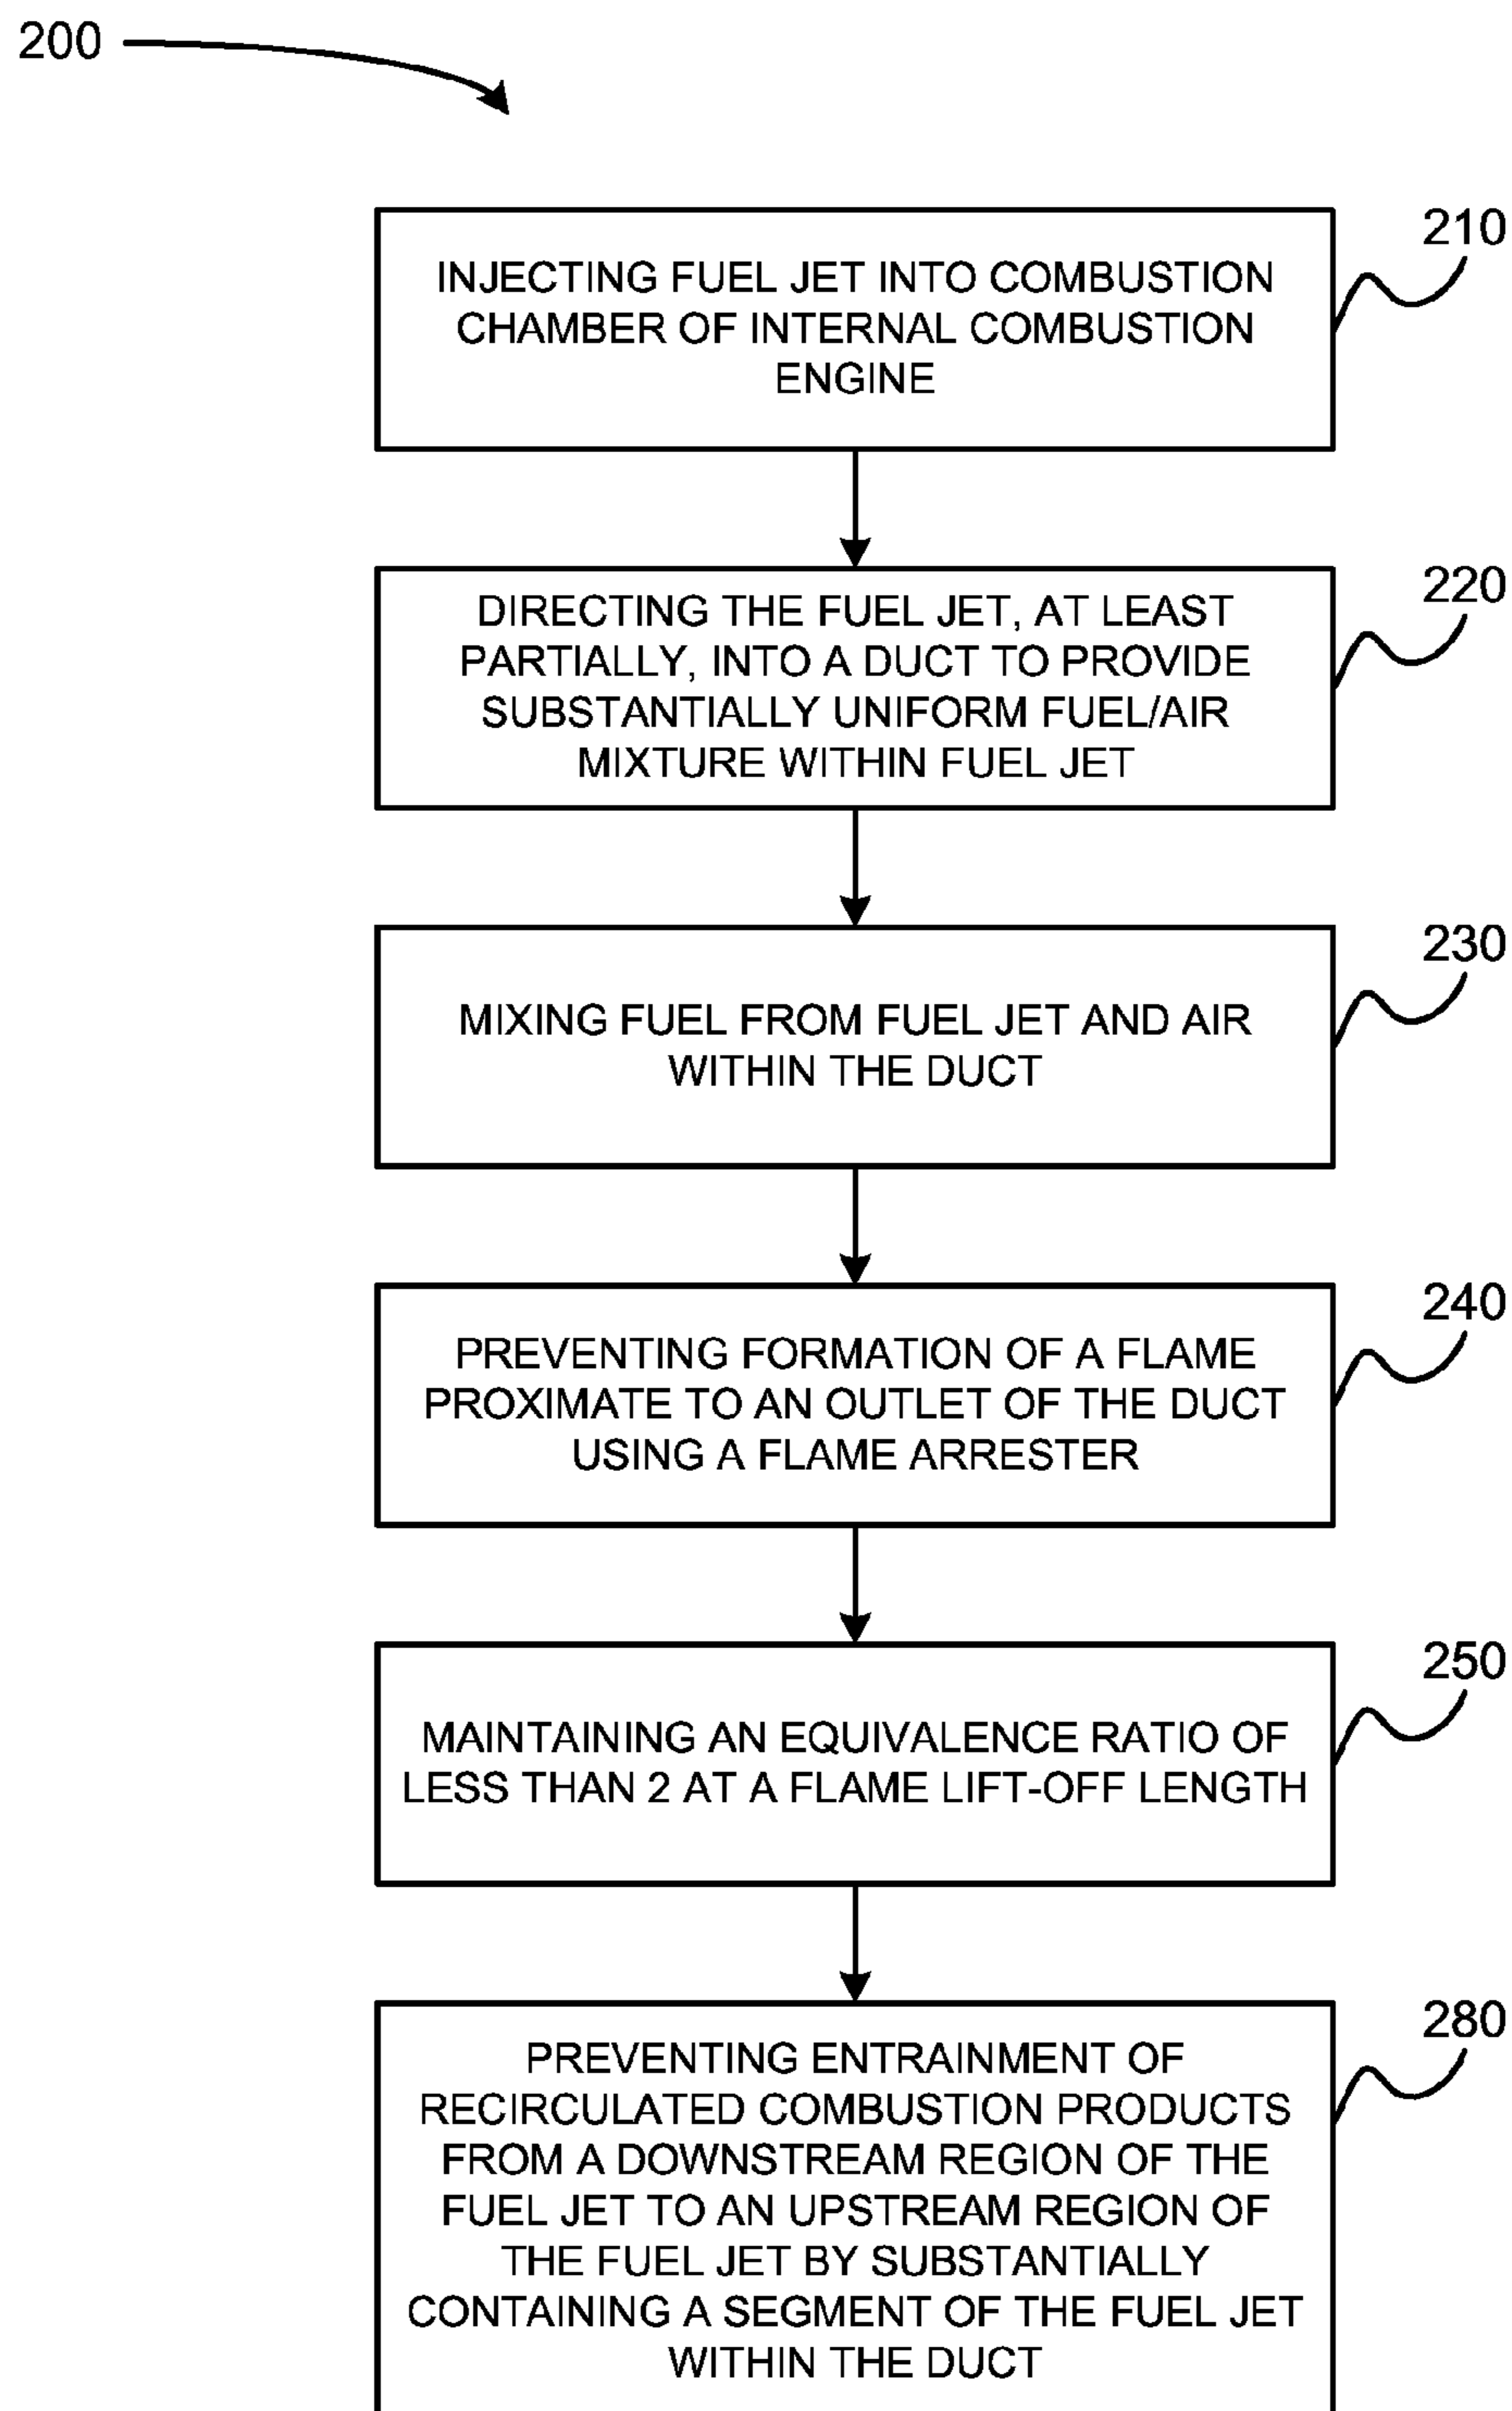 200
210
INJECTING FUEL JET INTO COMBUSTION
CHAMBER OF INTERNAL COMBUSTION
ENGINE
220
DIRECTING THE FUEL JET, AT LEAST
PARTIALLY, INTO A DUCT TO PROVIDE
SUBSTANTIALLY UNIFORM FUEL/AIR
MIXTURE WITHIN FUEL JET
230
MIXING FUEL FROM FUEL JET AND AIR
WITHIN THE DUCT
240
PREVENTING FORMATION OF A FLAME
PROXIMATE TO AN OUTLET OF THE DUCT
USING A FLAME ARRESTER
250
MAINTAINING AN EQUIVALENCE RATIO OF
LESS THAN 2 AT A FLAME LIFT-OFF LENGTH
280
PREVENTING ENTRAINMENT OF
RECIRCULATED COMBUSTION PRODUCTS
FROM A DOWNSTREAM REGION OF THE
FUEL JET TO AN UPSTREAM REGION OF
THE FUEL JET BY SUBSTANTIALLY
CONTAINING A SEGMENT OF THE FUEL JET
WITHIN THE DUCT